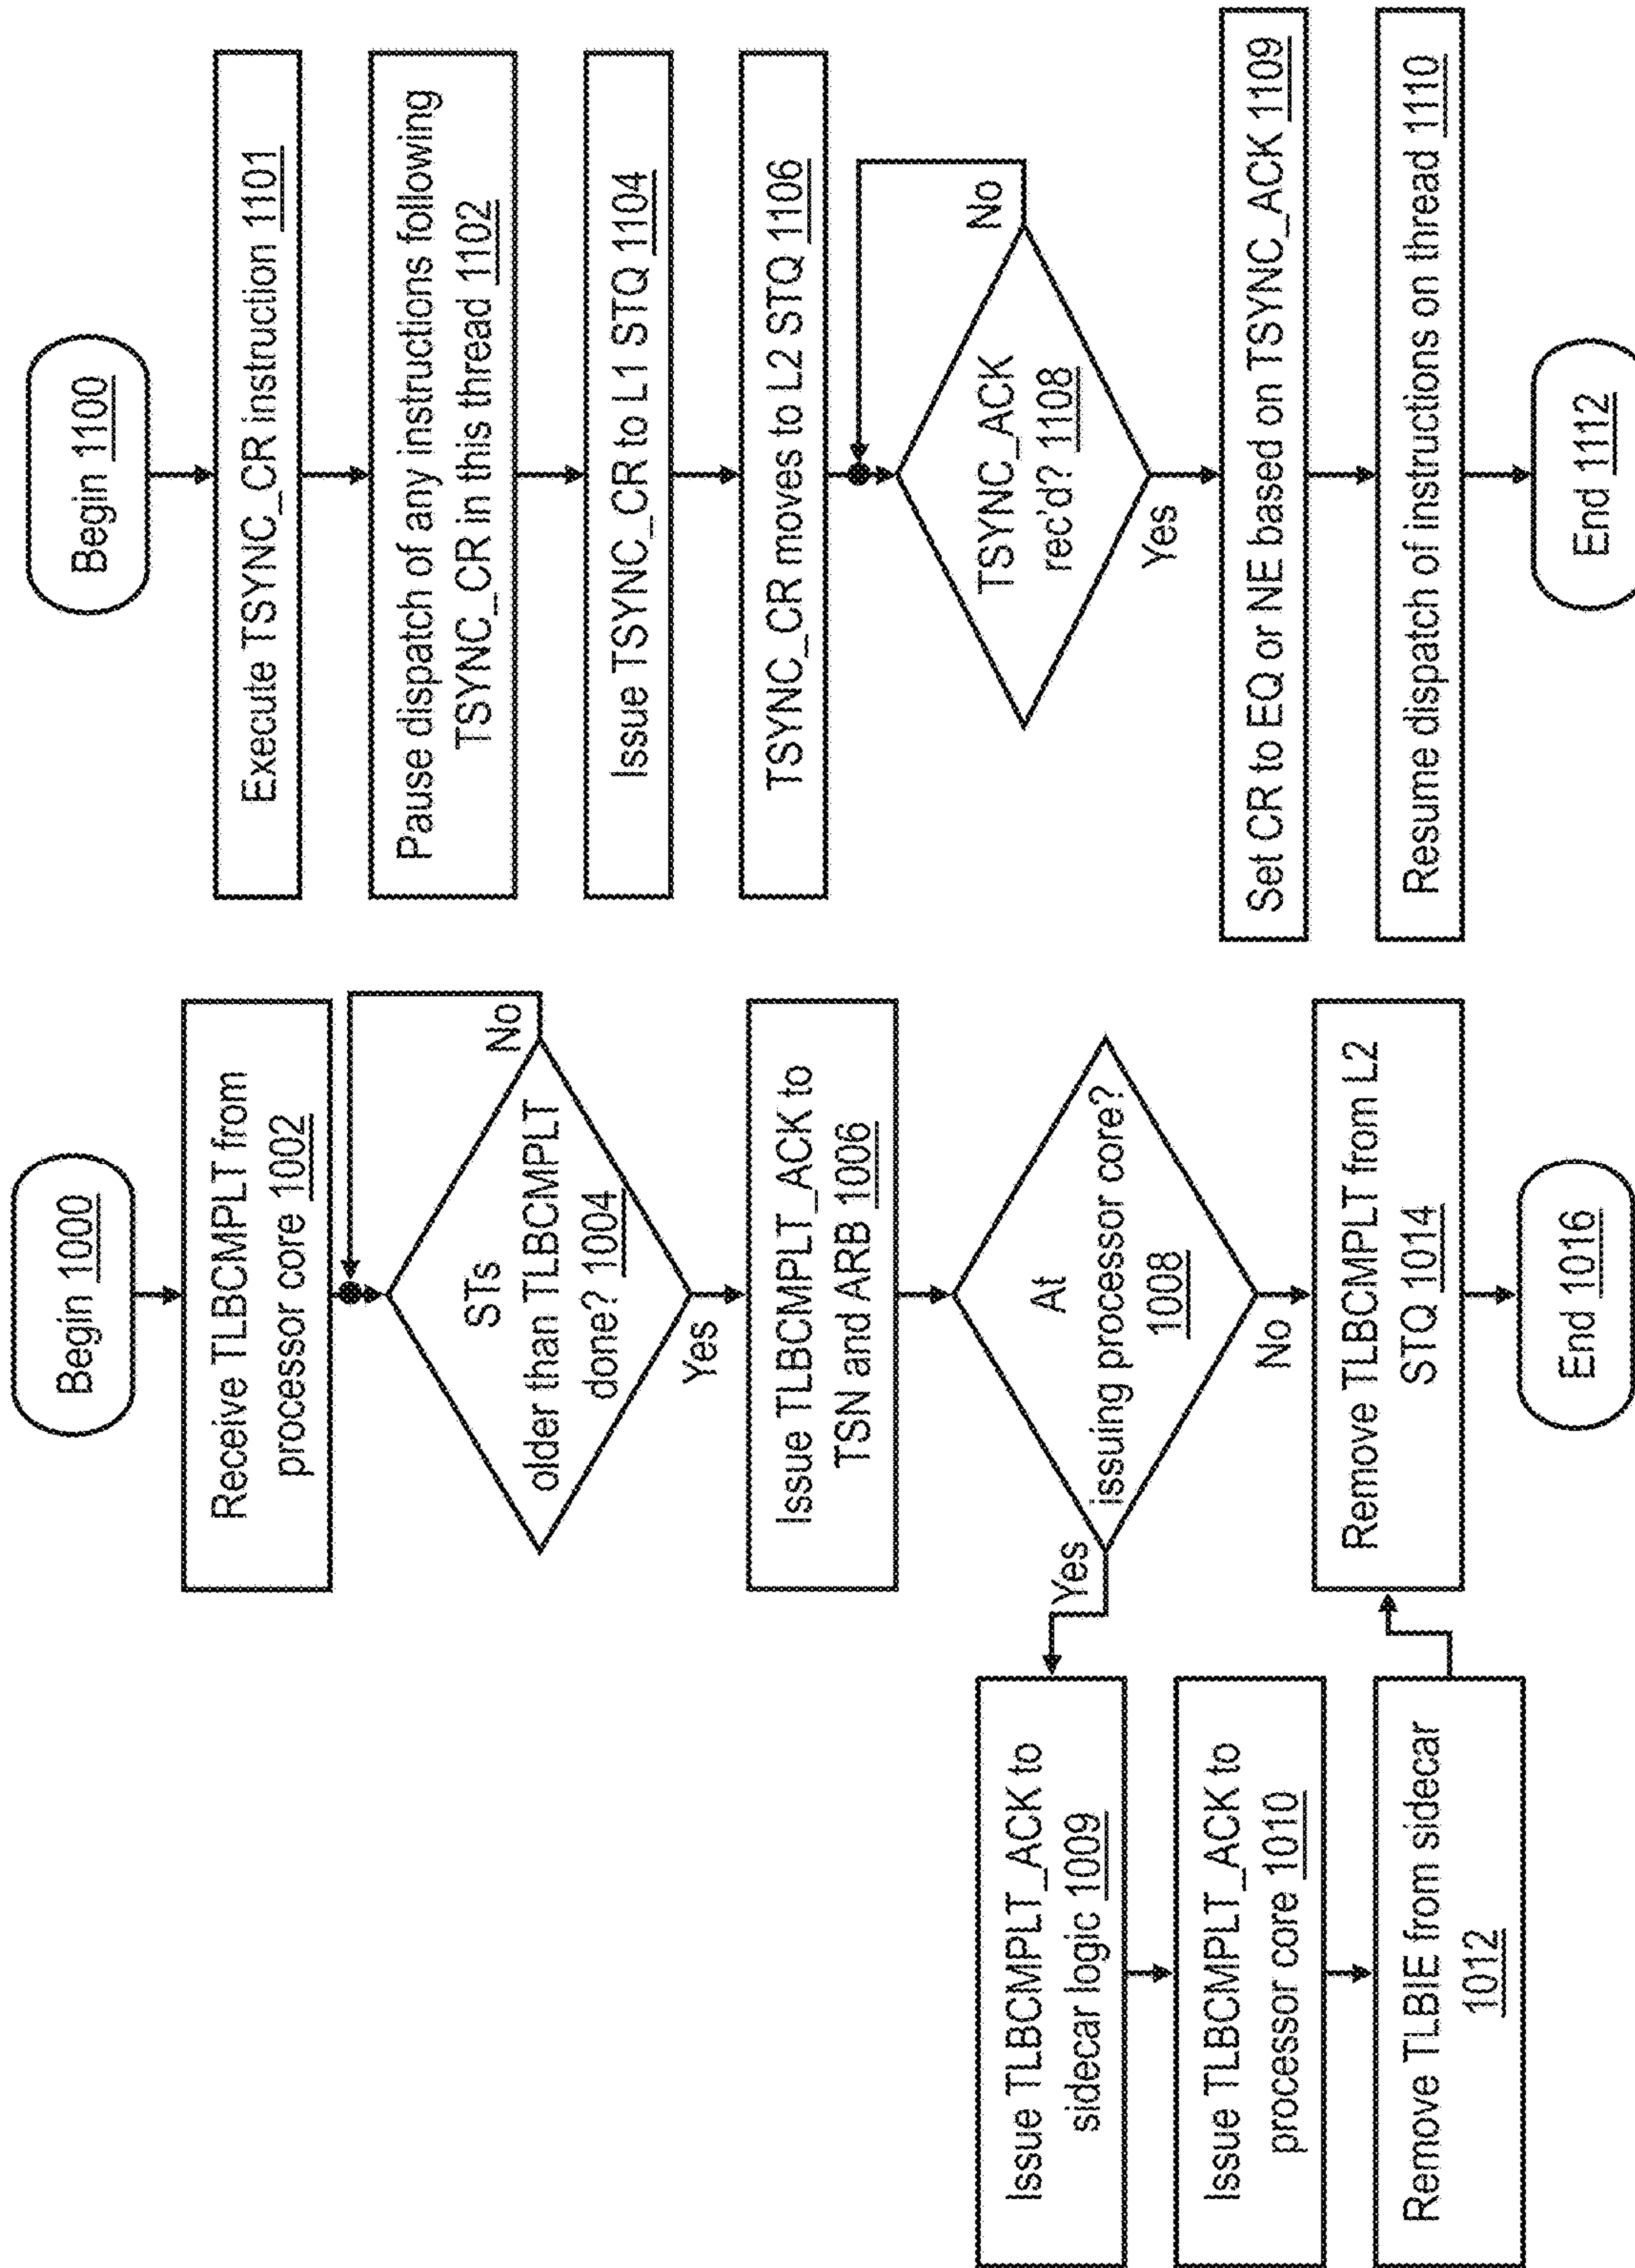 Begin 1000
Receive TLBCMPLT from
processor core 1002
STs
older than TLBCMPLT
done? 1004
No
Yes
Issue TLBCMPLT_ACK to
TSN and ARB 1006
At
issuing processor core?
1008
Yes
No
Issue TLBCMPLT_ACK to
sidecar logic 1009
Issue TLBCMPLT_ACK to
processor core 1010
Remove TLBIE from sidecar
1012
Remove TLBCMPLT from L2
STQ 1014
End 1016
Begin 1100
Execute TSYNC_CR instruction 1101
Pause dispatch of any instructions following
TSYNC_CR in this thread 1102
Issue TSYNC_CR to L1 STQ 1104
TSYNC_CR moves to L2 STQ 1106
TSYNC_ACK
rec'd? 1108
No
Yes
Set CR to EQ or NE based on TSYNC_ACK 1109
Resume dispatch of instructions on thread 1110
End 1112